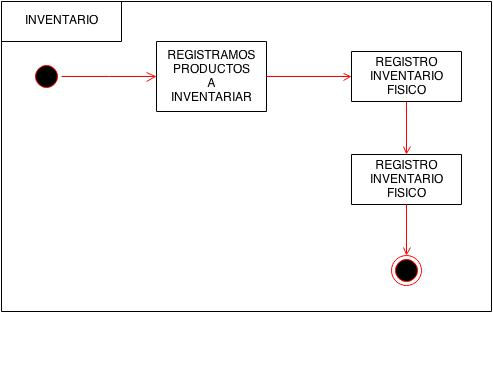 INVENTARIO
REGISTRAMOS
PRODUCTOS
A
INVENTARIAR
REGISTRO
INVENTARIO
FISICO
REGISTRO
INVENTARIO
FISICO